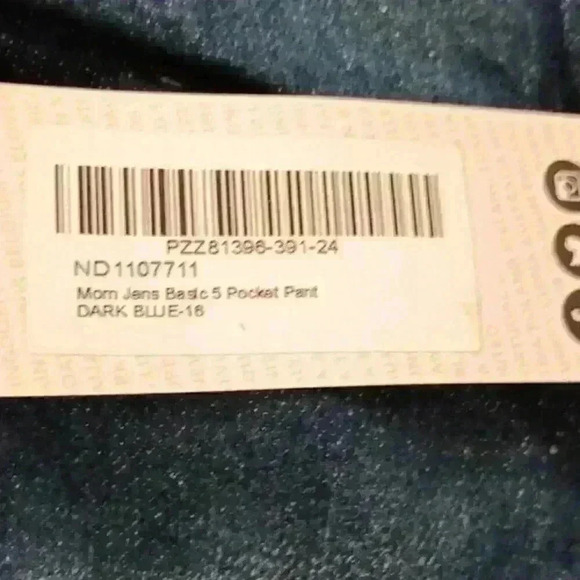 PZZ81396-391-24
ND1107711
Mom Jens Basic 5 Pocket Pant
DARK BLUE-16